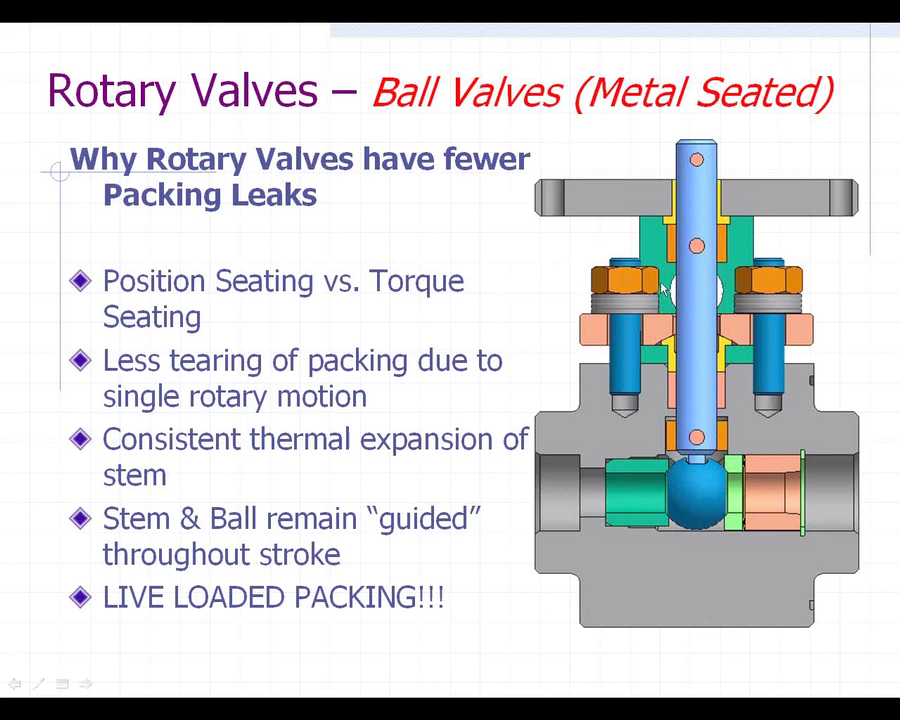 Rotary Valves – Ball Valves (Metal Seated)
Why Rotary Valves have fewer
Packing Leaks
Position Seating vs. Torque
Seating
Less tearing of packing due to
single rotary motion
Consistent thermal expansion of
stem
Stem & Ball remain “guided”
throughout stroke
LIVE LOADED PACKING!!!